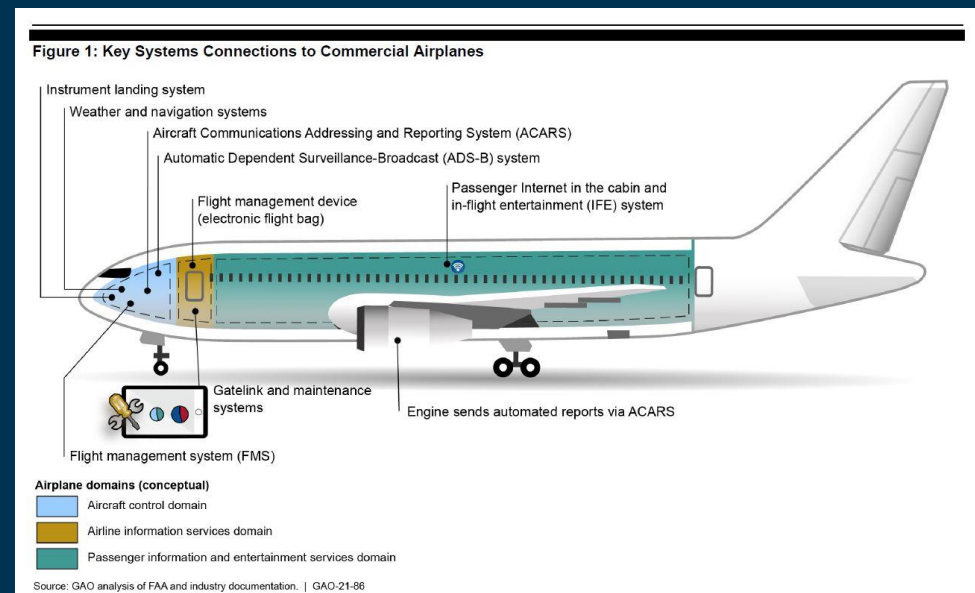 Figure 1: Key Systems Connections to Commercial Airplanes
Instrument landing system
Weather and navigation systems
Aircraft Communications Addressing and Reporting System (ACARS)
Automatic Dependent Surveillance-Broadcast (ADS-B) system
Flight management device
(electronic flight bag)
Passenger Internet in the cabin and
in-flight entertainment (IFE) system
Gatelink and maintenance
systems
Engine sends automated reports via ACARS
Flight management system (FMS)
Airplane domains (conceptual)
Aircraft control domain
Airline information services domain
Passenger information and entertainment services domain
Source: GAO analysis of FAA and industry documentation. | GAO-21-86